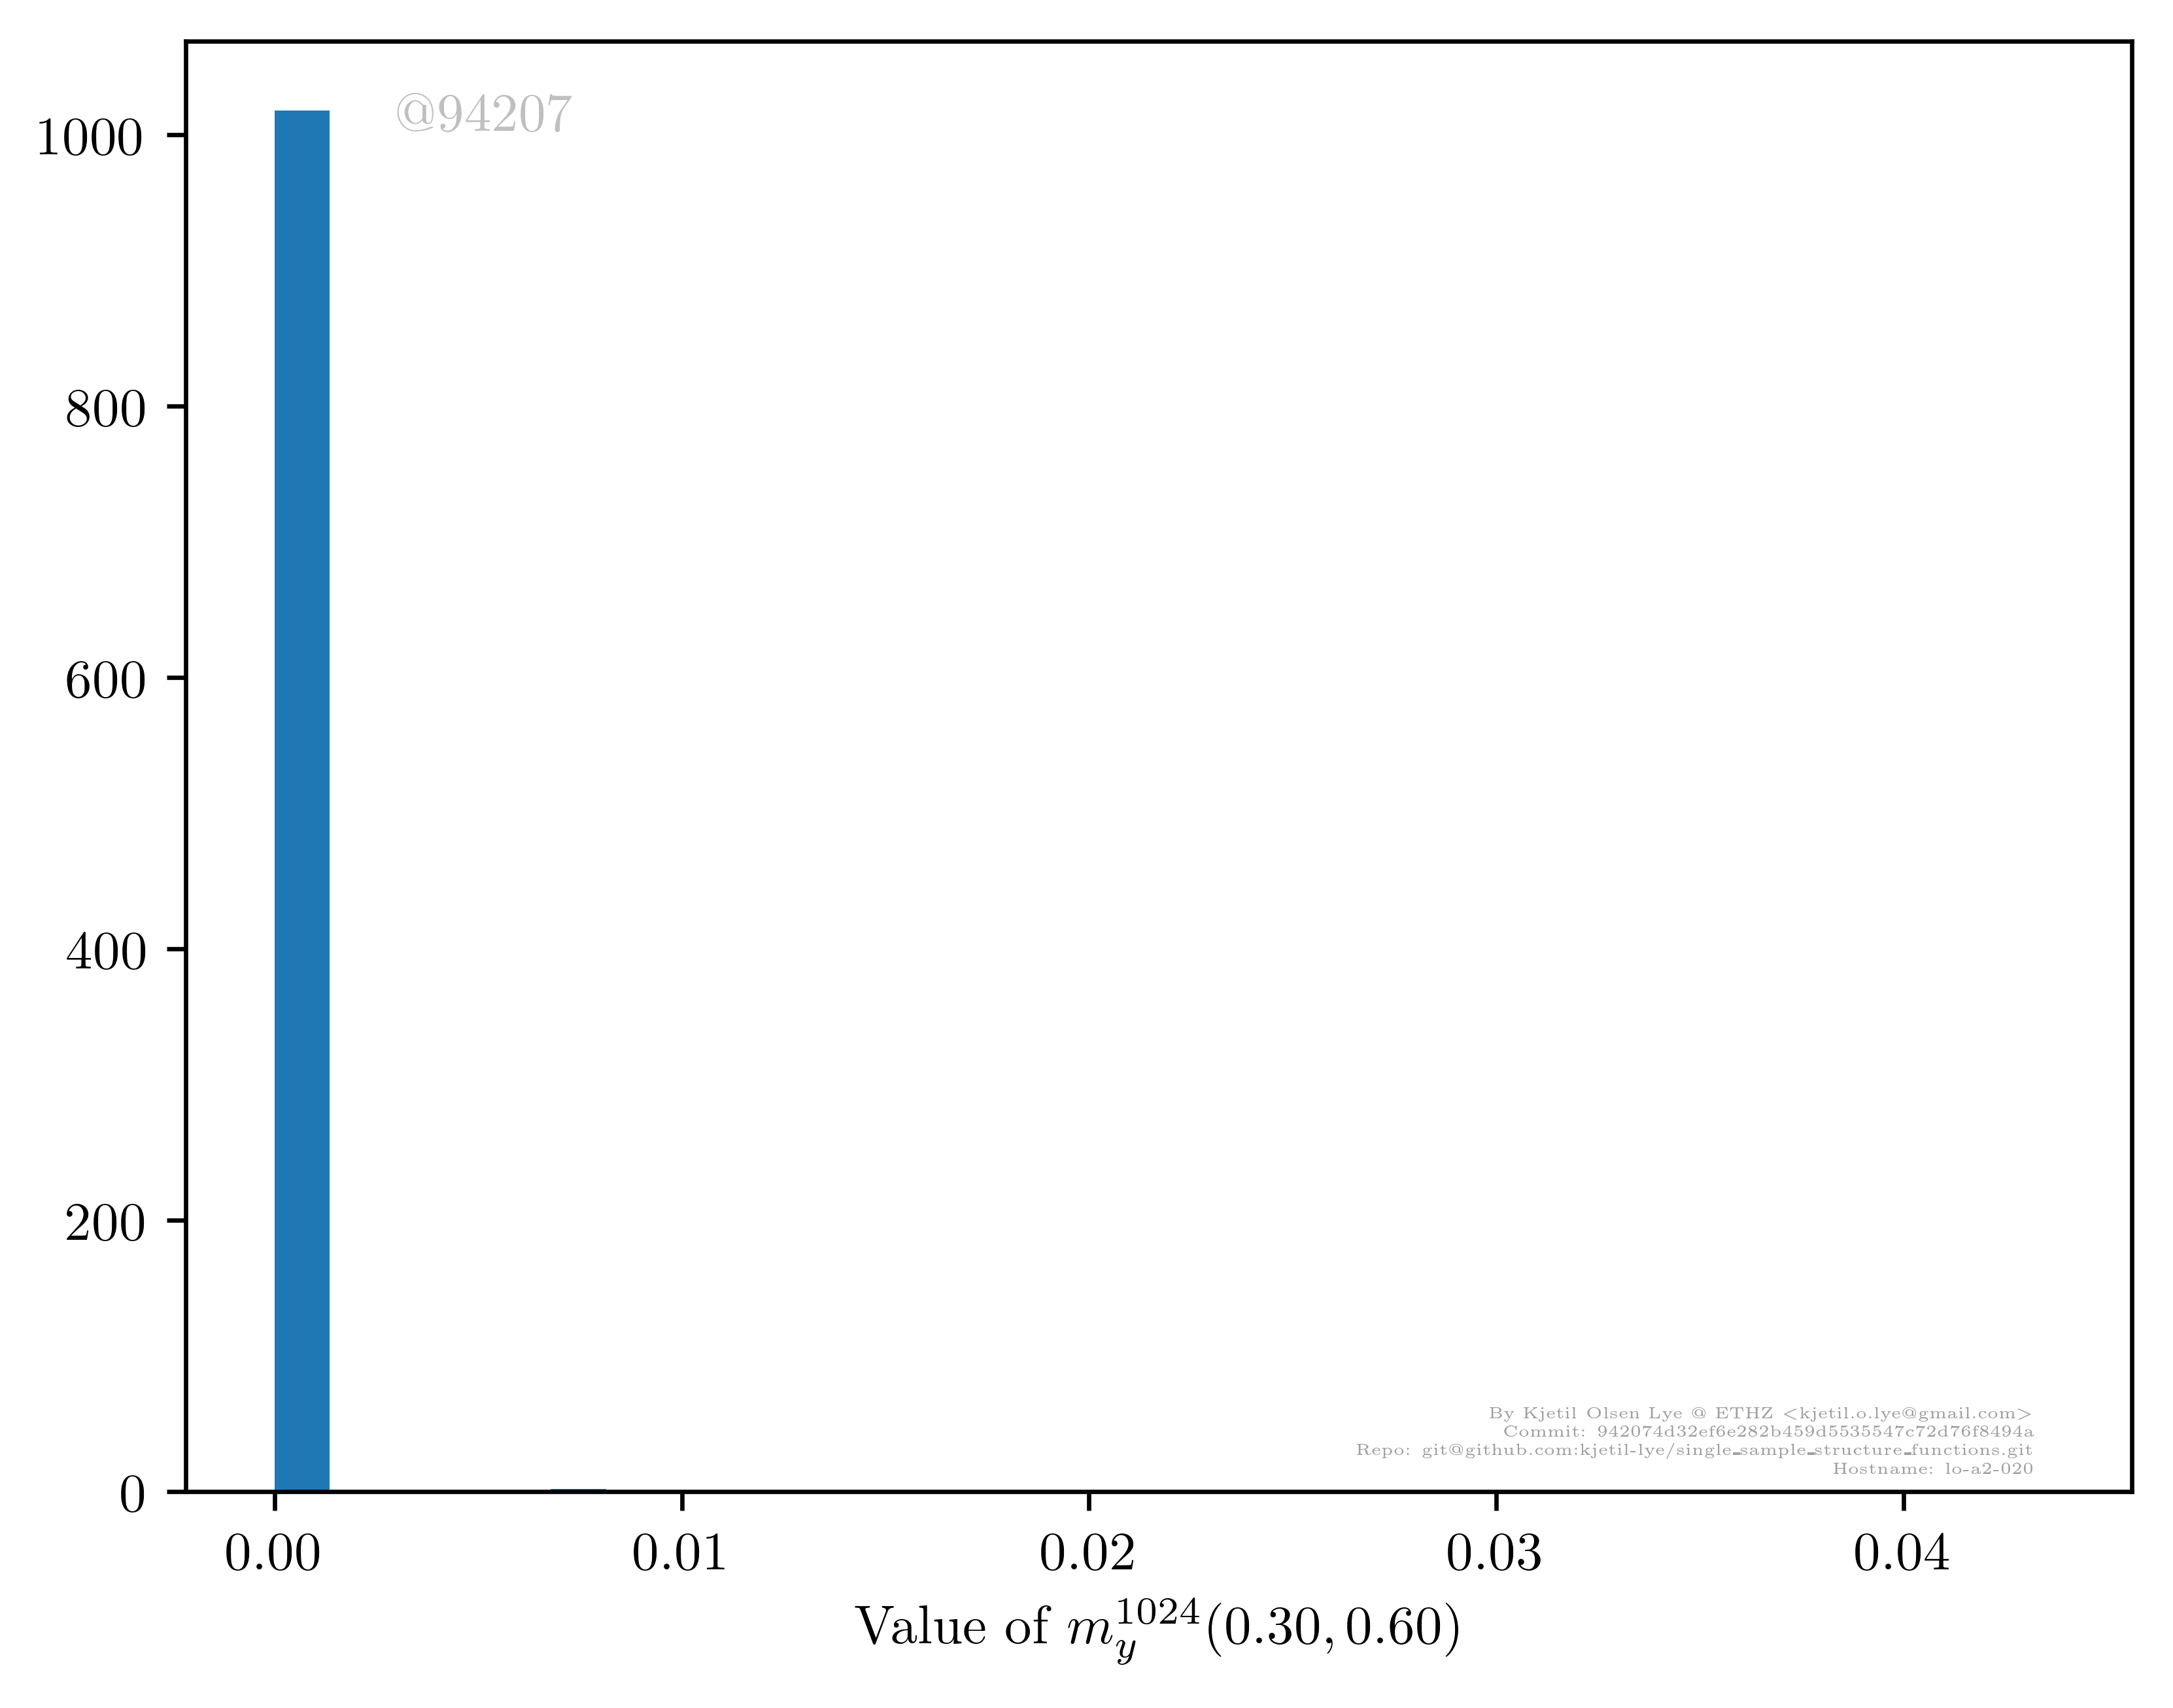 @94207
1000
800
600
400
200
0
By Kjetil Olsen Lye @ ETHZ <kjetil.o.lye@gmail.com>
Commit: 942074d32ef6e282b459d5535547c72d76f8494a
Repo: git@github.com:kjetil-lye/single_sample_structure_functions.git
Hostname: lo-a2-020
0.00 0.01 0.02 0.03 0.04
Value of $m_y^{1024}(0.30, 0.60)$